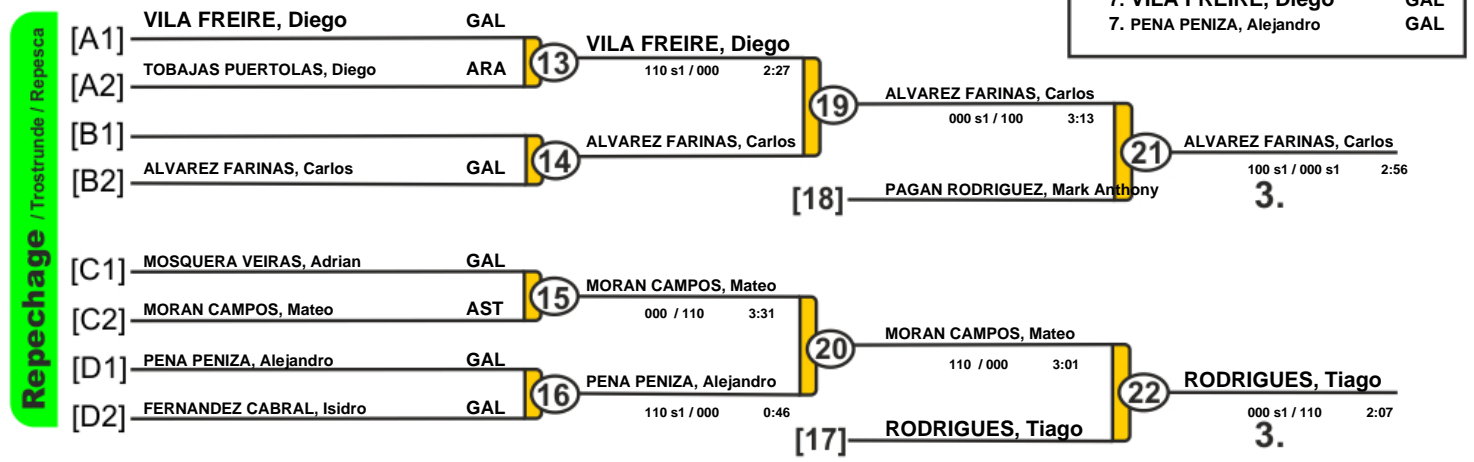 7. VILA FREIRE, Diego GAL
7. PENA PENIZA, Alejandro GAL
Repechage / Trostrunde / Repesca
[A1] VILA FREIRE, Diego GAL
[A2] TOBAJAS PUERTOLAS, Diego ARA
13
VILA FREIRE, Diego
110 s1 / 000 2:27
[B1]
[B2] ALVAREZ FARINAS, Carlos GAL
14
ALVAREZ FARINAS, Carlos
19
ALVAREZ FARINAS, Carlos
000 s1 / 100 3:13
[18] PAGAN RODRIGUEZ, Mark Anthony
21
ALVAREZ FARINAS, Carlos
100 s1 / 000 s1 2:56
3.
[C1] MOSQUERA VEIRAS, Adrian GAL
[C2] MORAN CAMPOS, Mateo AST
15
MORAN CAMPOS, Mateo
000 / 110 3:31
[D1] PENA PENIZA, Alejandro GAL
[D2] FERNANDEZ CABRAL, Isidro GAL
16
PENA PENIZA, Alejandro
110 s1 / 000 0:46
20
MORAN CAMPOS, Mateo
110 / 000 3:01
[17] RODRIGUES, Tiago
22
RODRIGUES, Tiago
000 s1 / 110 2:07
3.